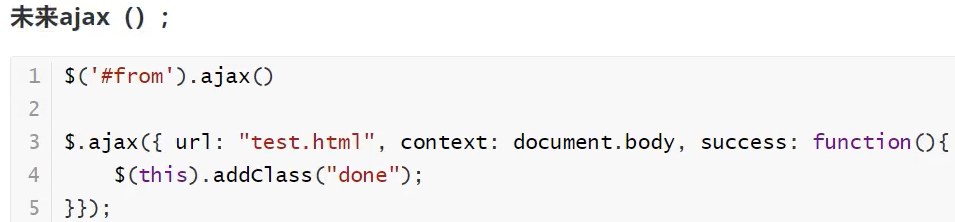 未来ajax（）；
1 $('#from').ajax()
2
3 $.ajax({ url: "test.html", context: document.body, success: function(){
4     $(this).addClass("done");
5 }});